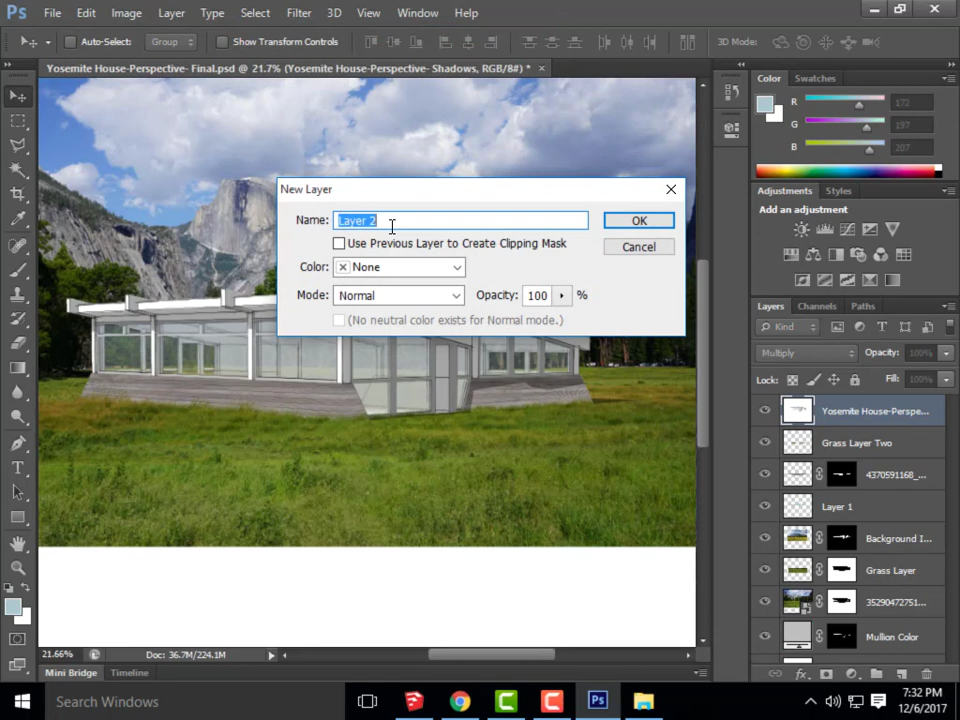 Ps File Edit Image Layer Type Select Filter 3D View Window Help
Auto-Select: Group Show Transform Controls 3D Mode:
Yosemite House-Perspective- Final.psd @ 21.7% (Yosemite House-Perspective- Shadows, RGB/8#) * ×
Color Swatches
R 172
G 197
B 207
Adjustments Styles
Add an adjustment
New Layer
Name: Layer 2 OK
Use Previous Layer to Create Clipping Mask Cancel
Color: None
Mode: Normal Opacity: 100 %
(No neutral color exists for Normal mode.)
Layers Channels Paths
Kind
Multiply Opacity: 100%
Lock: Fill: 100%
Yosemite House-Perspe...
Grass Layer Two
4370591168_...
Layer 1
Background I...
Grass Layer
35290472751...
Mullion Color
21.66% Doc: 36.7M/224.1M
Mini Bridge Timeline
Search Windows
Ps
7:32 PM
12/6/2017